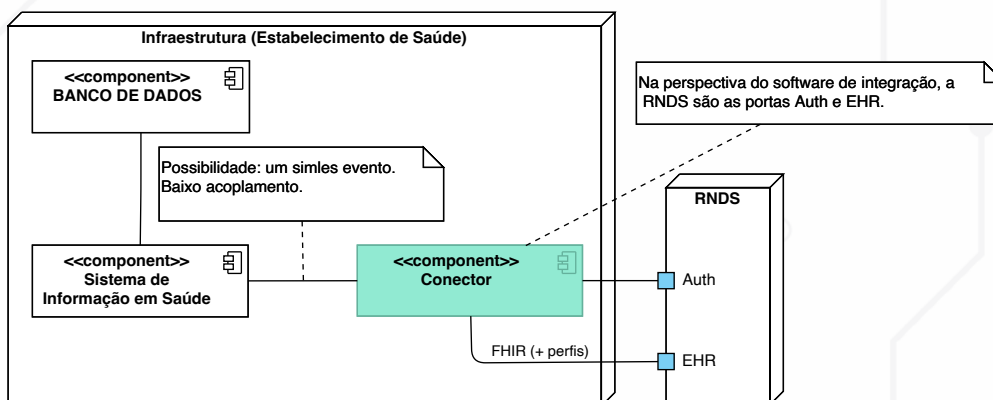 Infraestrutura (Estabelecimento de Saúde)
<<component>>
BANCO DE DADOS
Na perspectiva do software de integração, a
RNDS são as portas Auth e EHR.
Possibilidade: um simles evento.
Baixo acoplamento.
RNDS
<<component>>
Sistema de
Informação em Saúde
<<component>>
Conector
Auth
FHIR (+ perfis)
EHR